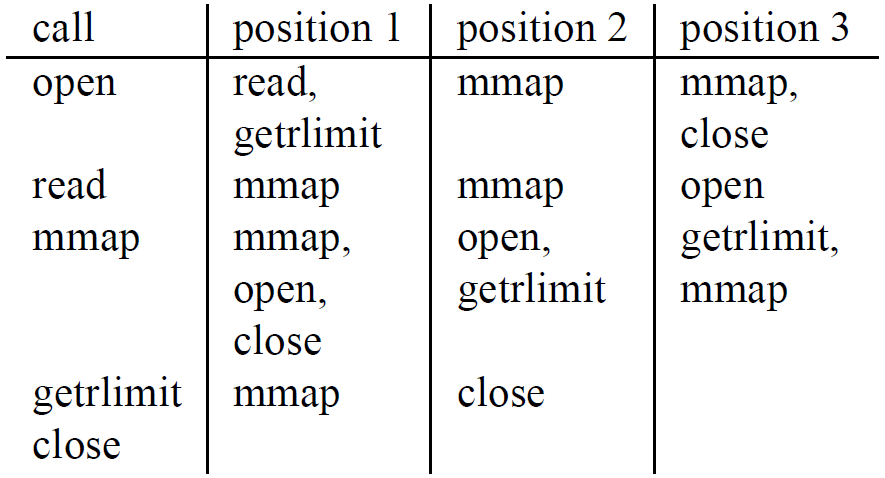 call position 1 position 2 position 3
open read, mmap mmap,
getrlimit close
read mmap mmap open
mmap mmap, open, getrlimit,
open, getrlimit mmap
close
getrlimit mmap close
close